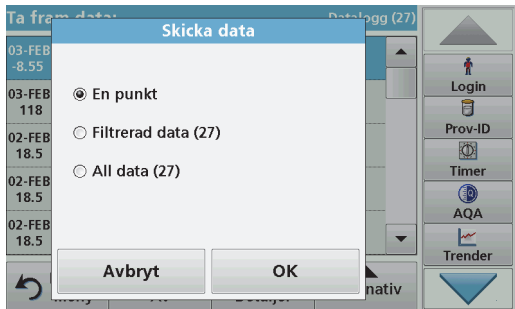 Ta fram data:
Datalogg (27)
Skicka data
03-FEB
-8.55
03-FEB
118
02-FEB
18.5
02-FEB
18.5
02-FEB
18.5
En punkt
Filtrerad data (27)
All data (27)
Avbryt
OK
Login
Prov-ID
Timer
AQA
Trender